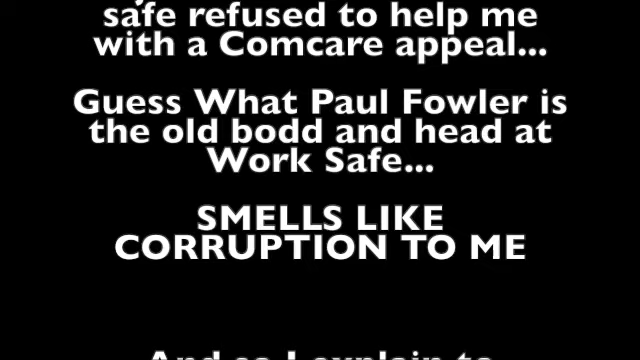 safe refused to help me
with a Comcare appeal...
Guess What Paul Fowler is
the old bodd and head at
Work Safe...
SMELLS LIKE
CORRUPTION TO ME
And so I explain to